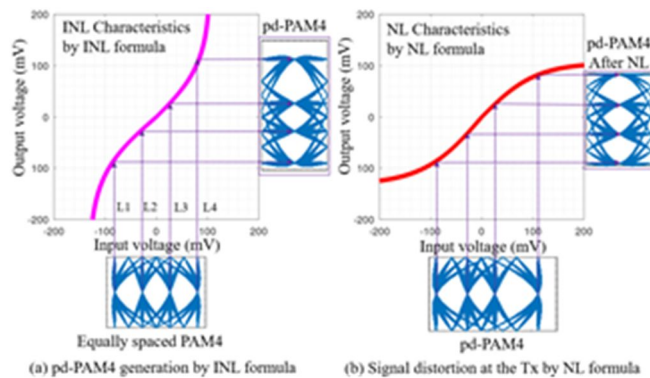 INL Characteristics
by INL formula
pd-PAM4
Output voltage (mV)
200
100
0
100
-200
L1
L2
L3
L4
-200
-100
0
100
200
Input voltage (mV)
Equally spaced PAM4
(a) pd-PAM4 generation by INL formula
NL Characteristics
by NL formula
pd-PAM4
After NL
Output voltage (mV)
200
100
0
100
-200
-200
-100
0
100
200
Input voltage (mV)
pd-PAM4
(b) Signal distortion at the Tx by NL formula